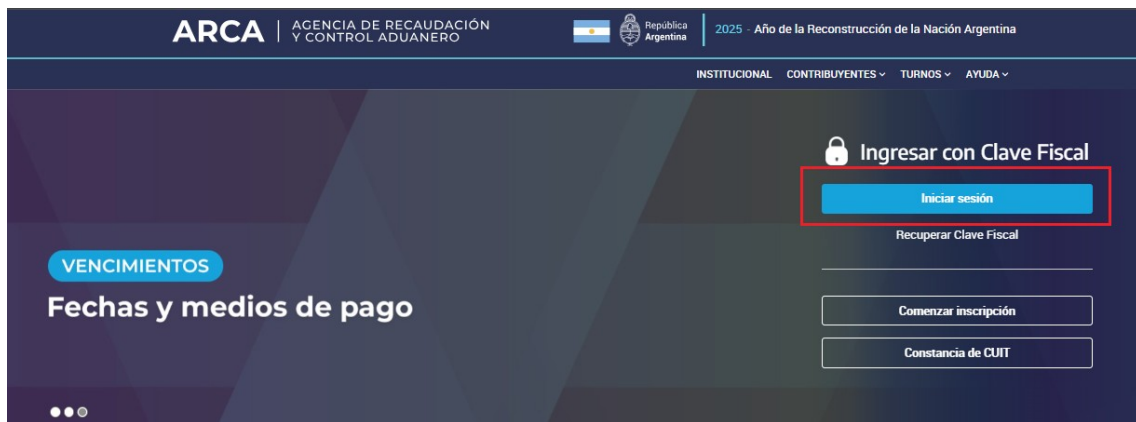 ARCA | AGENCIA DE RECAUDACIÓN
Y CONTROL ADUANERO
República
Argentina
2025 - Año de la Reconstrucción de la Nación Argentina
INSTITUCIONAL CONTRIBUYENTES TURNOS AYUDA
Ingresar con Clave Fiscal
Iniciar sesión
Recuperar Clave Fiscal
VENCIMIENTOS
Fechas y medios de pago
Comenzar inscripción
Constancia de CUIT